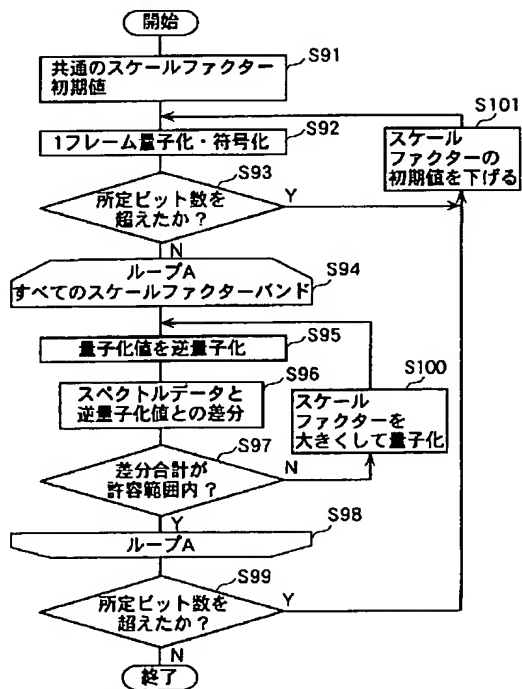 開始
S91
共通のスケールファクター
初期値
S92
1フレーム量子化・符号化
S101
スケール
ファクターの
初期値を下げる
S93
所定ビット数を
超えたか?
Y
N
S94
ループA
すべてのスケールファクターバンド
S95
量子化値を逆量子化
S96
スペクトルデータと
逆量子化値との差分
S100
スケール
ファクターを
大きくして量子化
S97
差分合計が
許容範囲内?
N
Y
S98
ループA
S99
所定ビット数を
超えたか?
Y
N
終了